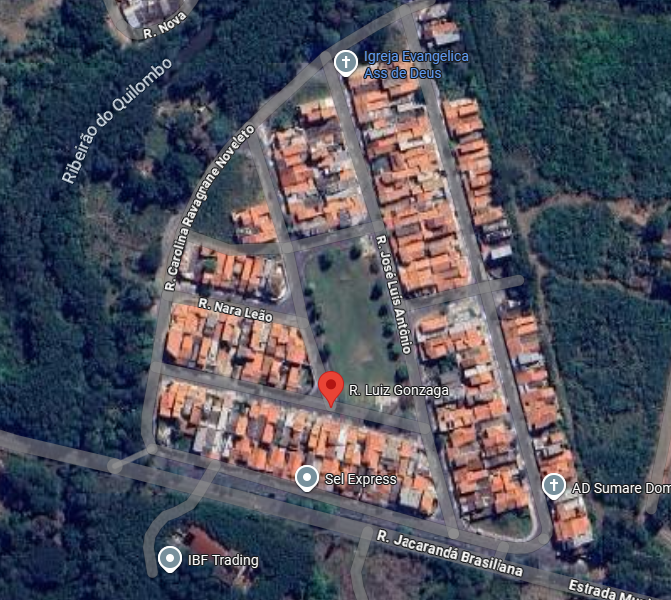 R. Nova
Igreja Evangelica
Ass de Deus
Ribeirão do Quilombo
R. Carolina Ravagnane Noveleto
R. José Luis Antônio
R. Nara Leão
R. Luiz Gonzaga
Sel Express
AD Sumare Dom
IBF Trading
R. Jacarandá Brasiliana
Estrada Mu